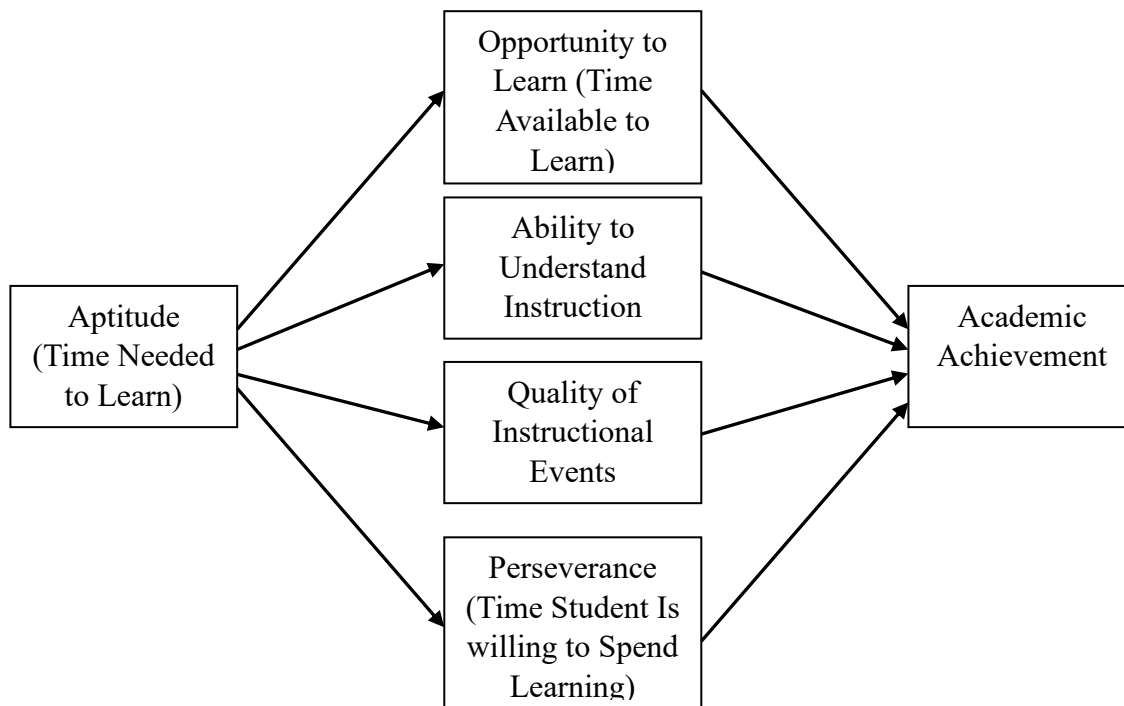 Opportunity to
Learn (Time
Available to
Learn)
Ability to
Understand
Instruction
Aptitude
(Time Needed
to Learn)
Academic
Achievement
Quality of
Instructional
Events
Perseverance
(Time Student Is
willing to Spend
Learning)